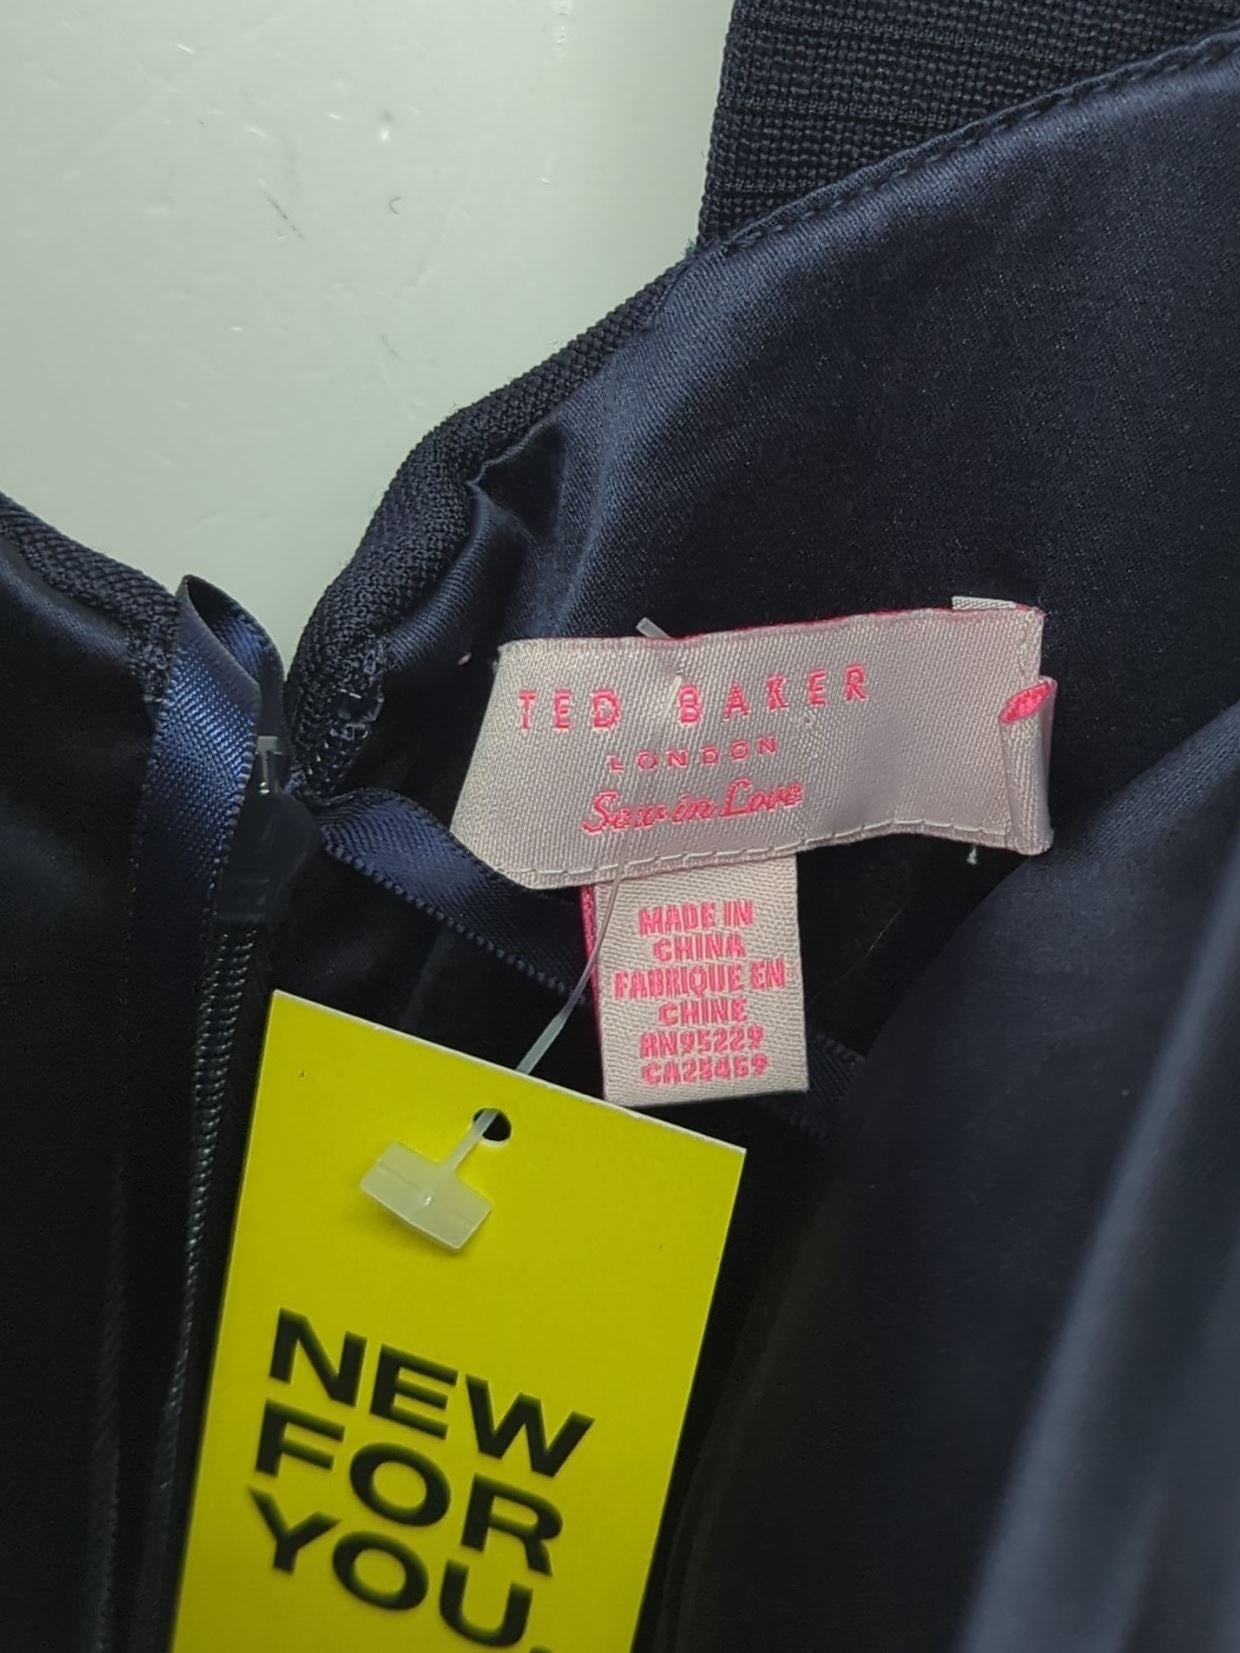 TED BAKER
LONDON
Sew in Love
MADE IN
CHINA
FABRIQUE EN
CHINE
RN95229
CA25469
NEW
FOR
YOU.